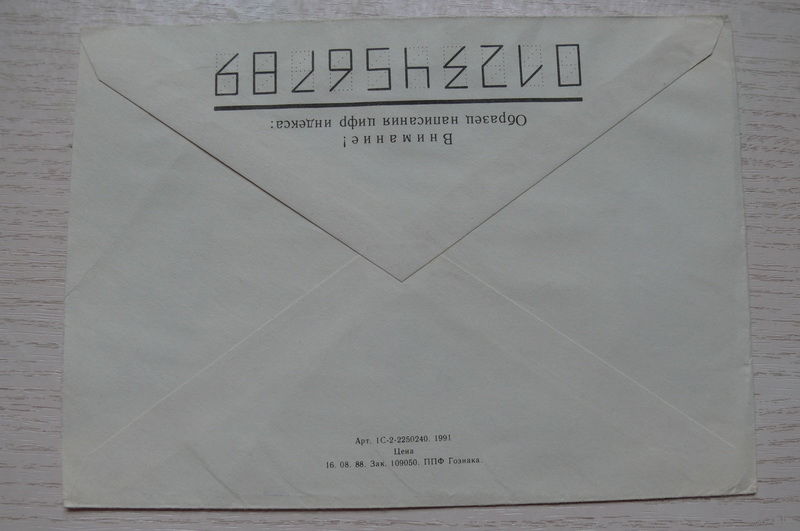 Внимание!
Образец написания цифр индекса:
0123456789
Арт. 1С-2-2250240. 1991
Цена
16. 08. 88. Зак. 109050. ППФ Гознака.